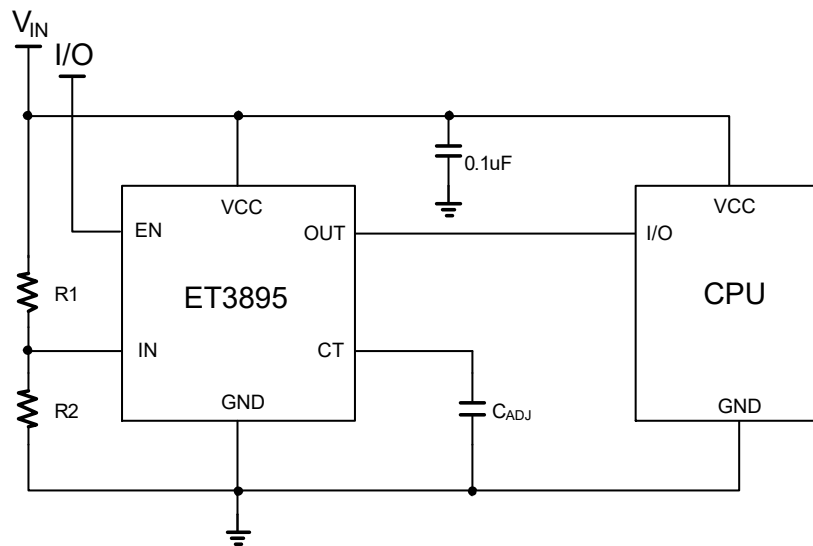 VIN
I/O
0.1uF
VCC
VCC
EN
OUT
I/O
ET3895
CPU
R1
IN
CT
R2
GND
CADJ
GND